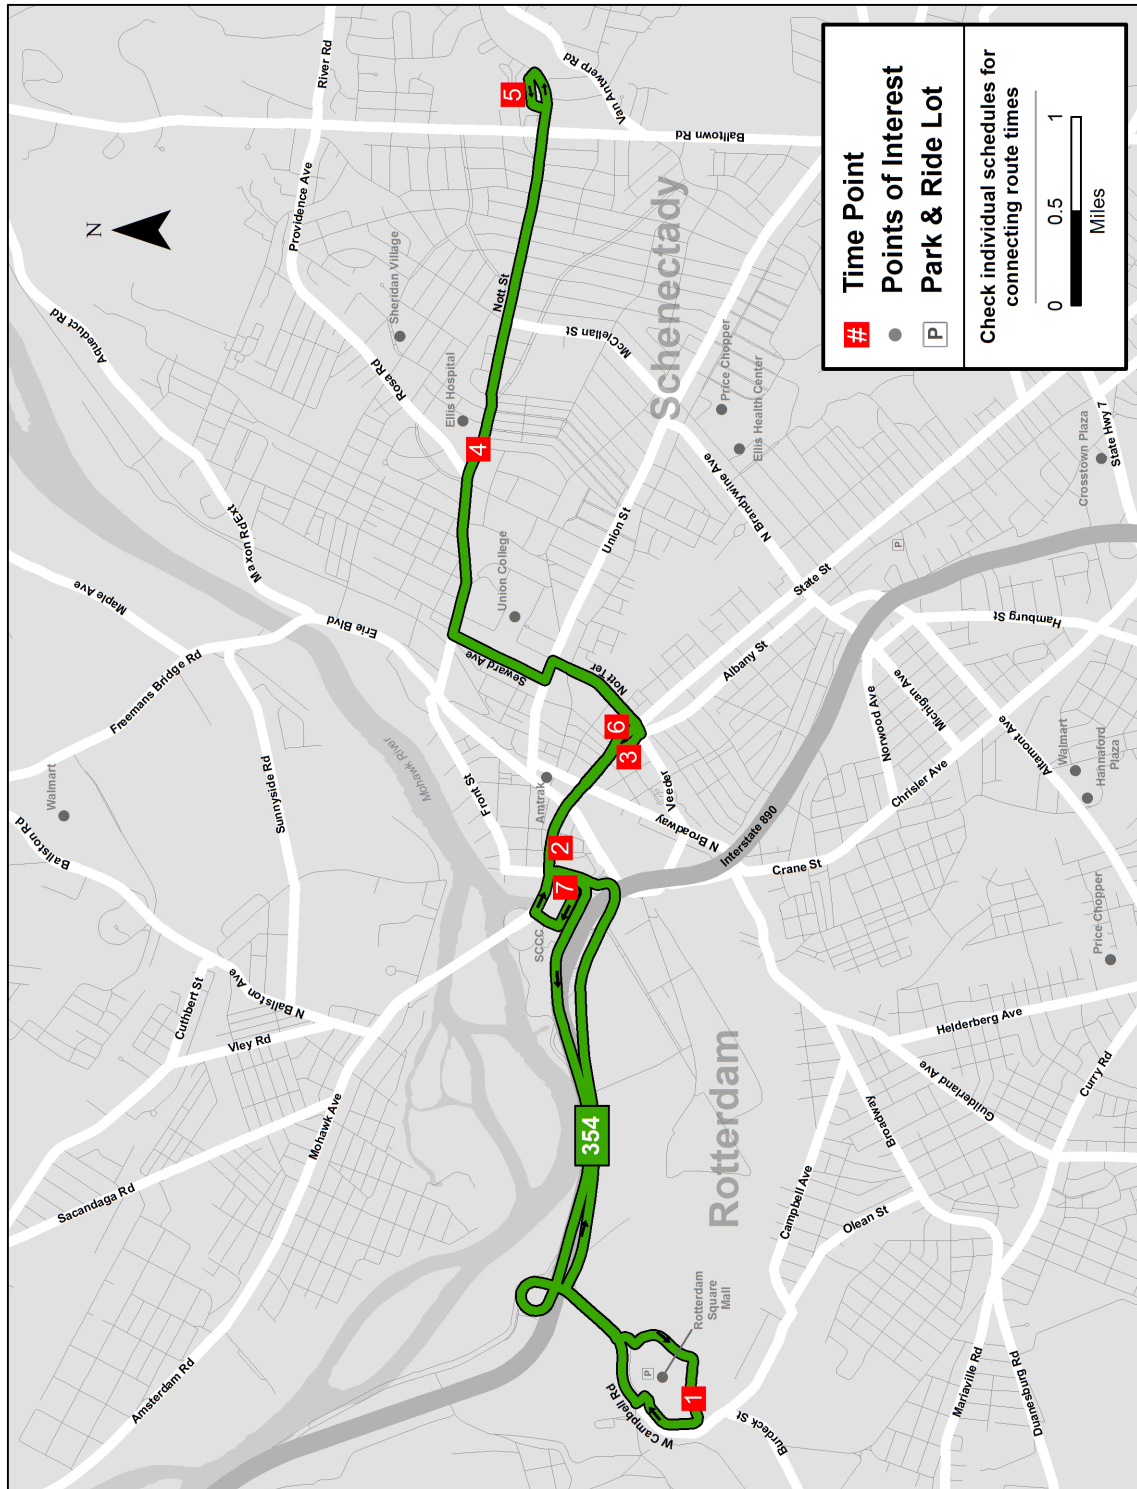 River Rd
Providence Ave
Van Antwerp Rd
Balltown Rd
N
Aqueduct Rd
Sheridan Village
Rosa Rd
Ellis Hospital
Nott St
McClellan St
Schenectady
Price Chopper
Ellis Health Center
5
4
Maxon Rd Ext
Maple Ave
Erie Blvd
Freemans Bridge Rd
Union College
Seward Ave
Nott Ter
Union St
N Brandywine Ave
State St
Albany St
Crosstown Plaza
State Hwy 7
P
Hamburg St
Michigan Ave
Norwood Ave
Altamont Ave
Chrisler Ave
Walmart
Hannaford
Plaza
6
3
Walmart
Ballston Rd
Sunnyside Rd
Mohawk River
Front St
Amtrak
Veeder
N Broadway
Interstate 890
Crane St
2
7
SCCC
Price Chopper
Cuthbert St
N Ballston Ave
Vley Rd
Mohawk Ave
Sacandaga Rd
354
Rotterdam
Helderberg Ave
Guilderland Ave
Curry Rd
Broadway
Campbell Ave
Olean St
Rotterdam
Square
Mall
P
1
W Campbell Rd
Burdeck St
Amsterdam Rd
Mariaville Rd
Duanesburg Rd
# Time Point
Points of Interest
P Park & Ride Lot
Check individual schedules for
connecting route times
0 0.5 1
Miles